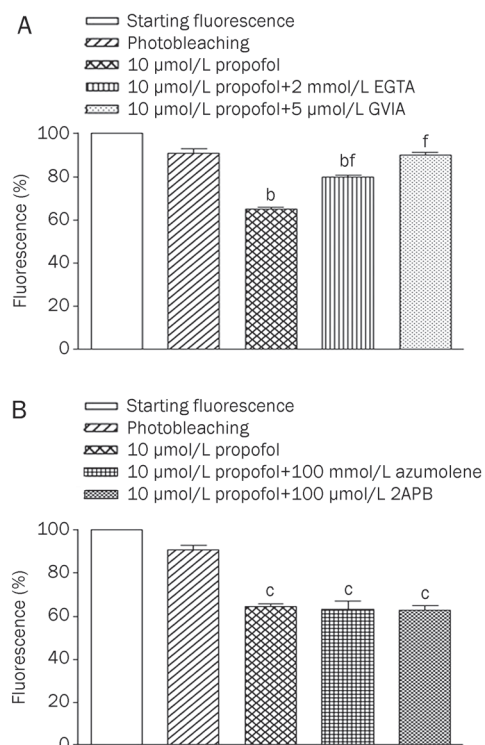 A
Starting fluorescence
Photobleaching
10 µmol/L propofol
10 µmol/L propofol+2 mmol/L EGTA
10 µmol/L propofol+5 µmol/L GVIA
Fluorescence (%)
100
80
60
40
20
0
b
bf
f
B
Starting fluorescence
Photobleaching
10 µmol/L propofol
10 µmol/L propofol+100 mmol/L azumolene
10 µmol/L propofol+100 µmol/L 2APB
Fluorescence (%)
100
80
60
40
20
0
c
c
c